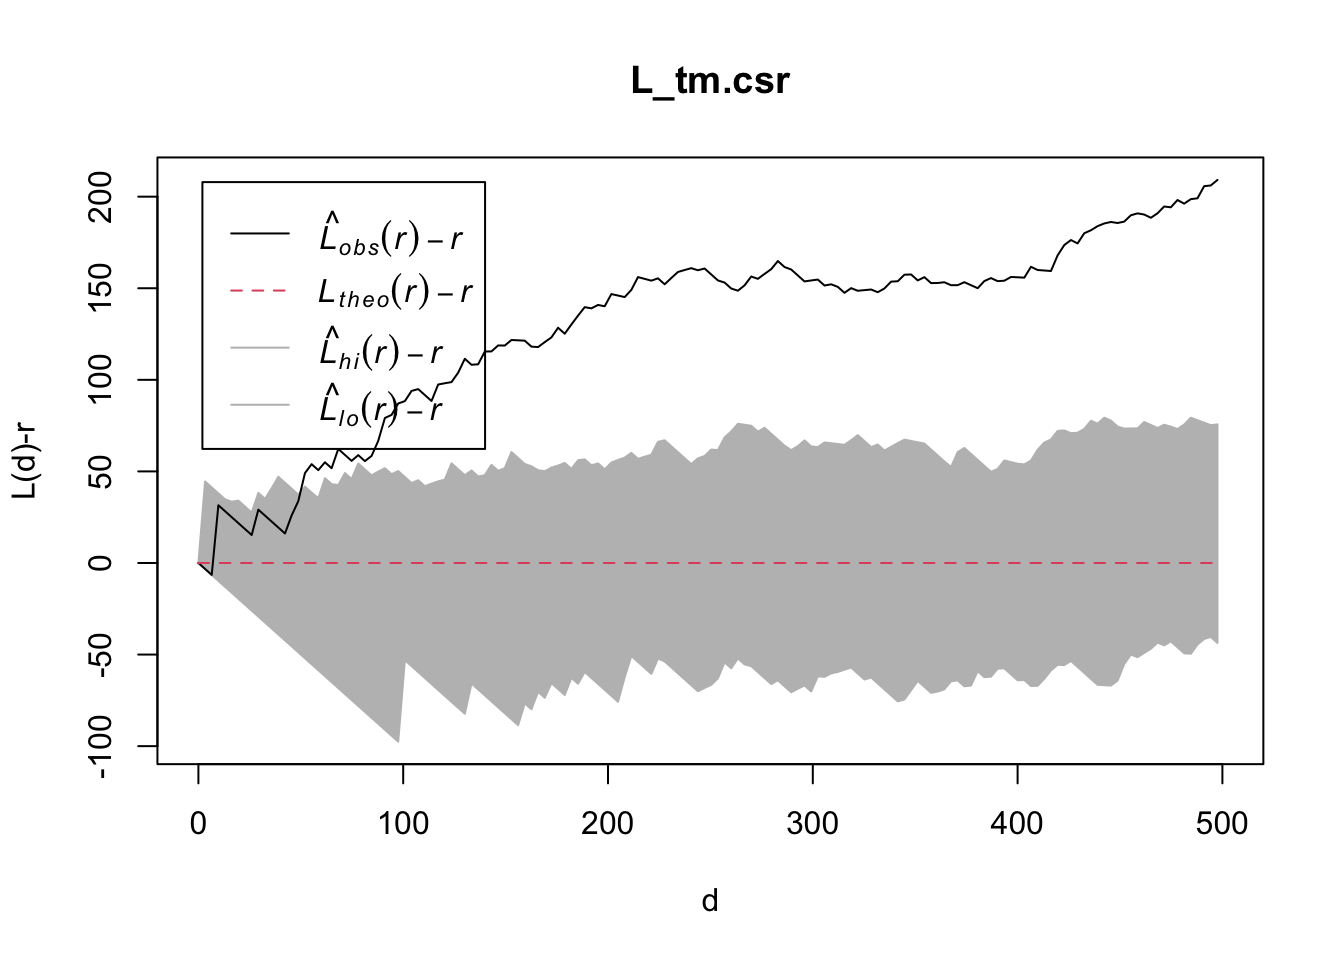 L_tm.csr
L̂obs(r) − r
Ltheo(r) − r
L̂hi(r) − r
L̂lo(r) − r
L(d)-r
200
150
100
50
0
-50
-100
0 100 200 300 400 500
d